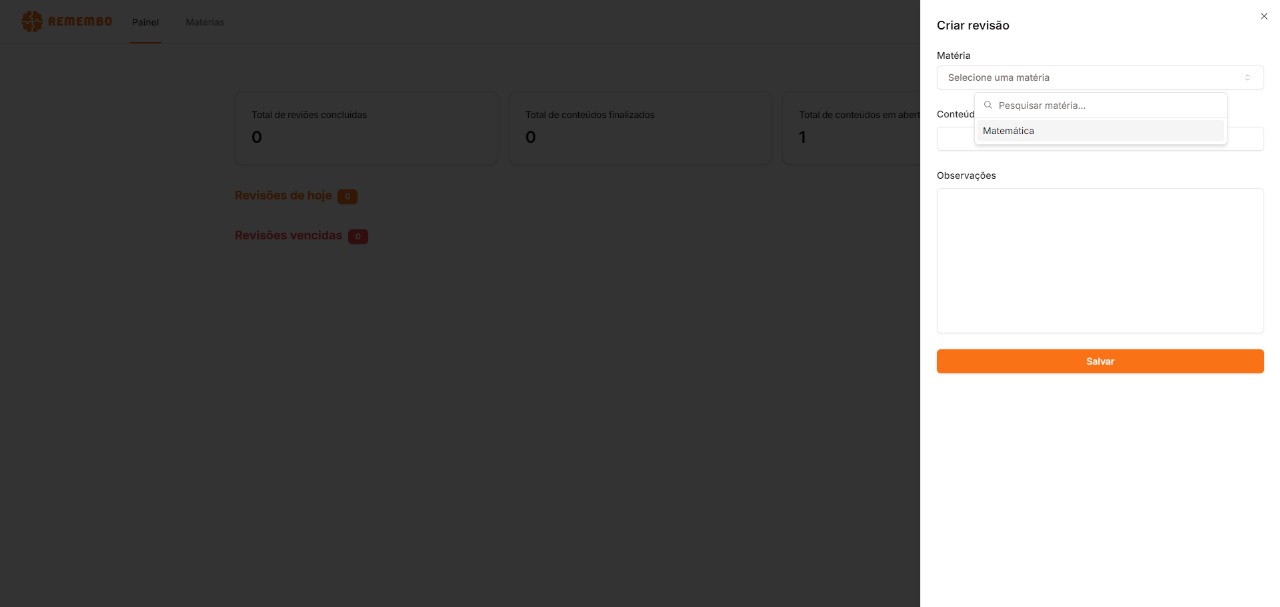 REMEMBO
Painel
Matérias
Total de reviões concluídas
0
Total de conteúdos finalizados
0
Total de conteúdos em abert
1
Revisões de hoje 0
Revisões vencidas 0
Criar revisão
Matéria
Selecione uma matéria
Pesquisar matéria...
Matemática
Conteúd
Observações
Salvar